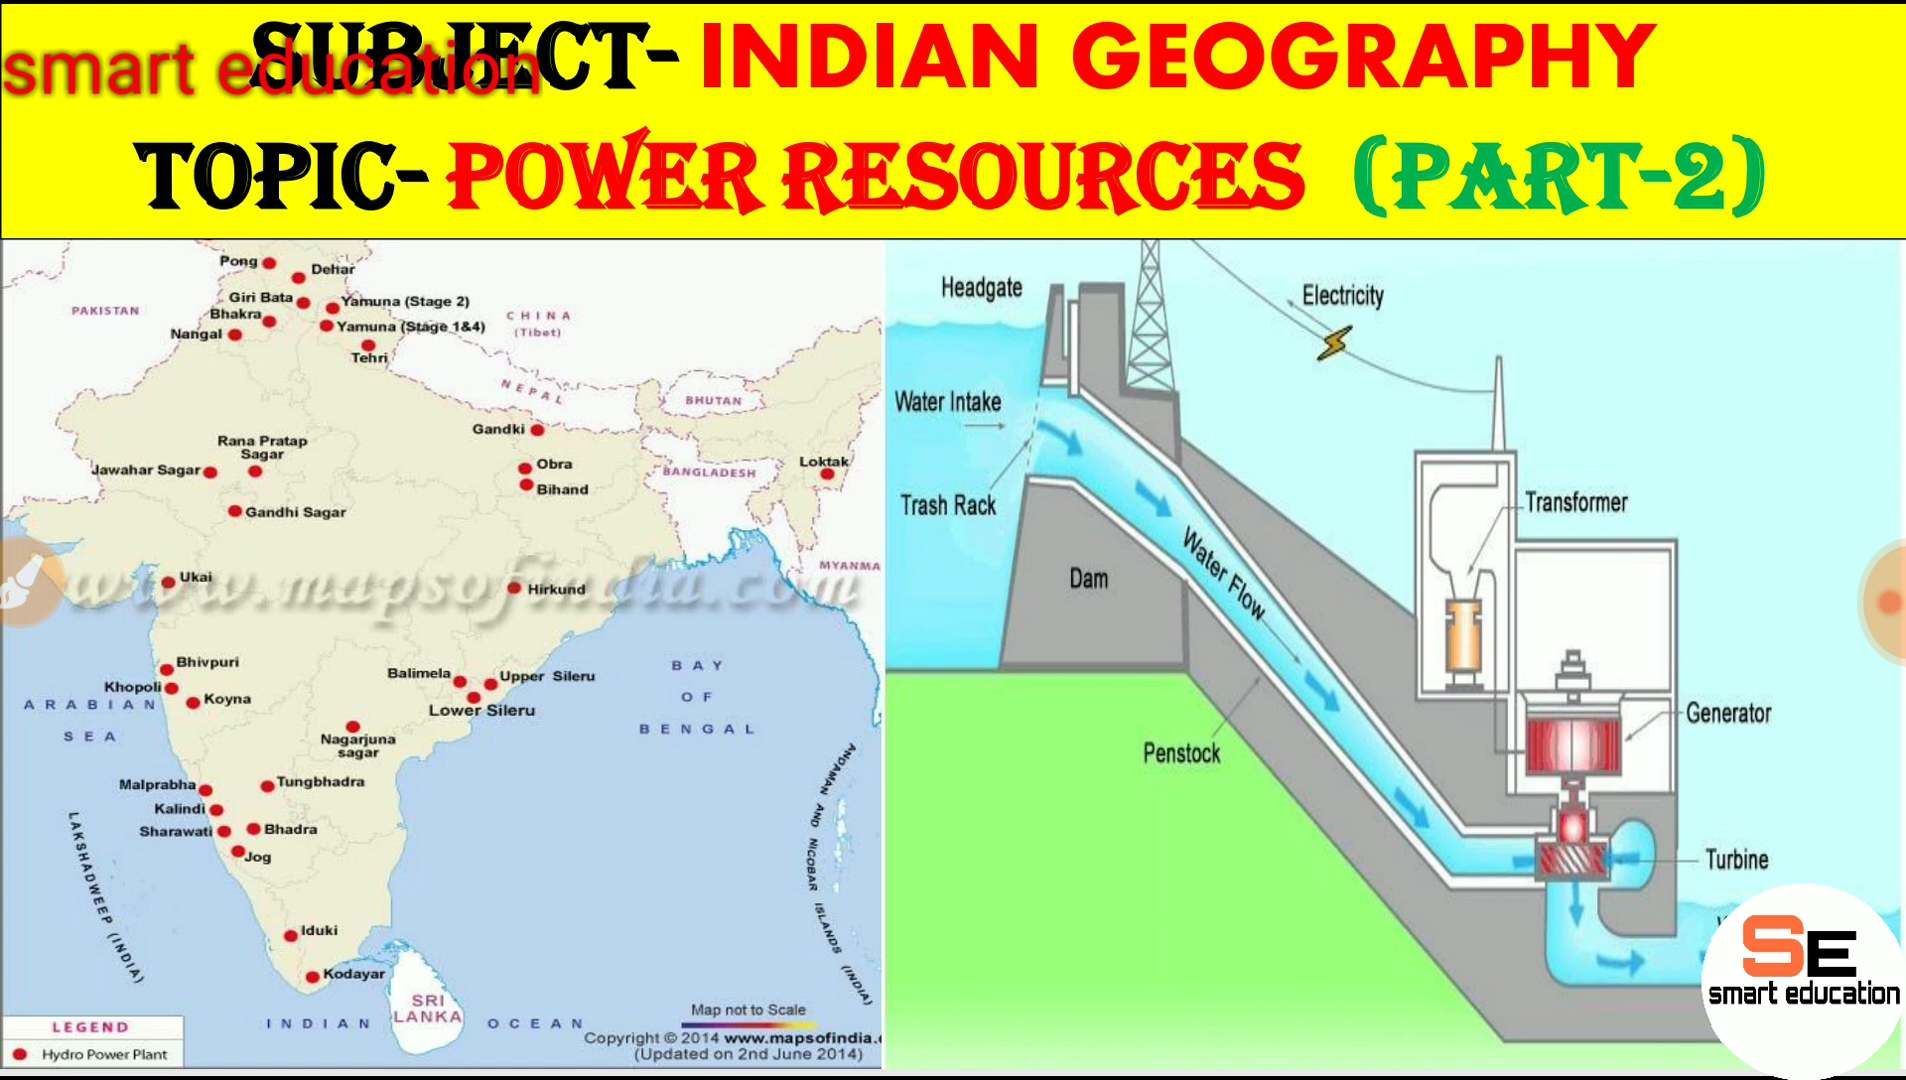 SUBJECT- INDIAN GEOGRAPHY
smart education
TOPIC- POWER RESOURCES (PART-2)
Pong
Dehar
Giri Bata
Yamuna (Stage 2)
Bhakra
Yamuna (Stage 1&4)
Nangal
Tehri
PAKISTAN
CHINA
(Tibet)
NEPAL
BHUTAN
Gandki
Rana Pratap
Sagar
Jawahar Sagar
Obra
Bihand
BANGLADESH
Loktak
Gandhi Sagar
MYANMA
Ukai
www.mapsofindia.com
Hirkund
Bhivpuri
Khopoli
Koyna
Balimela
Upper Sileru
Lower Sileru
ARABIAN
SEA
BAY
OF
BENGAL
Nagarjuna
sagar
Malprabha
Tungbhadra
Kalindi
Sharawati
Bhadra
Jog
LAKSHADWEEP (INDIA)
ANDAMAN AND NICOBAR ISLANDS (INDIA)
Iduki
Kodayar
SRI
LANKA
INDIAN OCEAN
Map not to Scale
LEGEND
Hydro Power Plant
Copyright © 2014 www.mapsofindia.
(Updated on 2nd June 2014)
Headgate
Electricity
Water Intake
Trash Rack
Transformer
Water Flow
Dam
Generator
Penstock
Turbine
SE
smart education